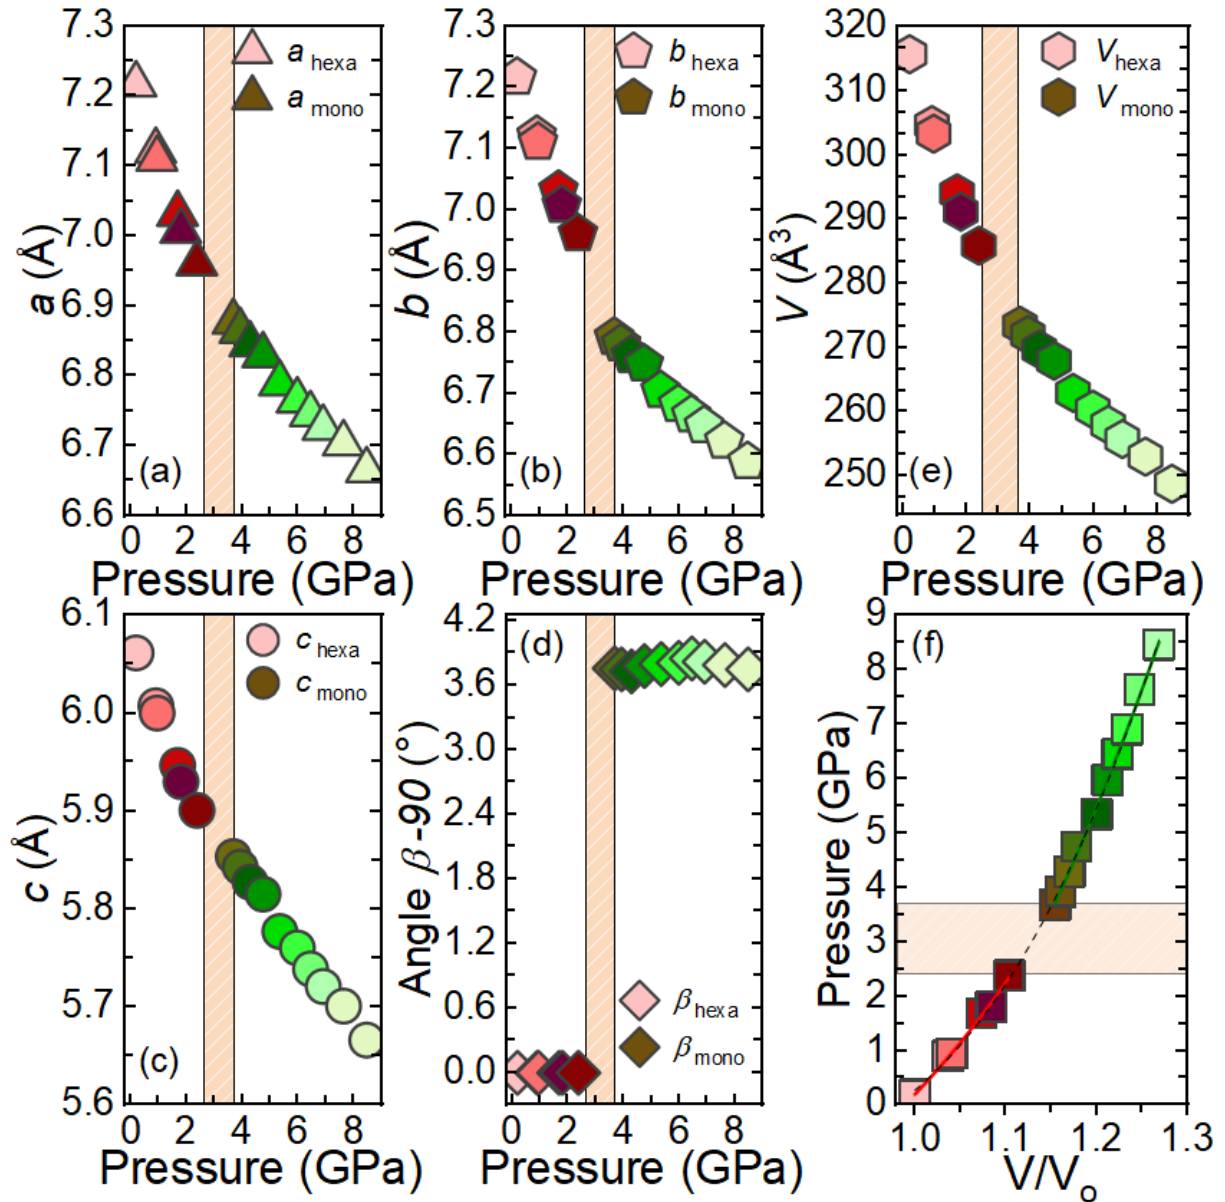 7.3
7.2
7.1
7.0
6.9
6.8
6.7
6.6
a (Å)
a hexa
a mono
(a)
0 2 4 6 8
Pressure (GPa)
7.3
7.2
7.1
7.0
6.9
6.8
6.7
6.6
6.5
b (Å)
b hexa
b mono
(b)
0 2 4 6 8
Pressure (GPa)
320
310
300
290
280
270
260
250
V (Å³)
V hexa
V mono
(e)
0 2 4 6 8
Pressure (GPa)
6.1
6.0
5.9
5.8
5.7
5.6
c (Å)
c hexa
c mono
(c)
0 2 4 6 8
Pressure (GPa)
4.2
3.6
3.0
2.4
1.8
1.2
0.6
0.0
Angle β -90 (°)
(d)
β hexa
β mono
0 2 4 6 8
Pressure (GPa)
9
8
7
6
5
4
3
2
1
0
Pressure (GPa)
(f)
1.0 1.1 1.2 1.3
V/Vo